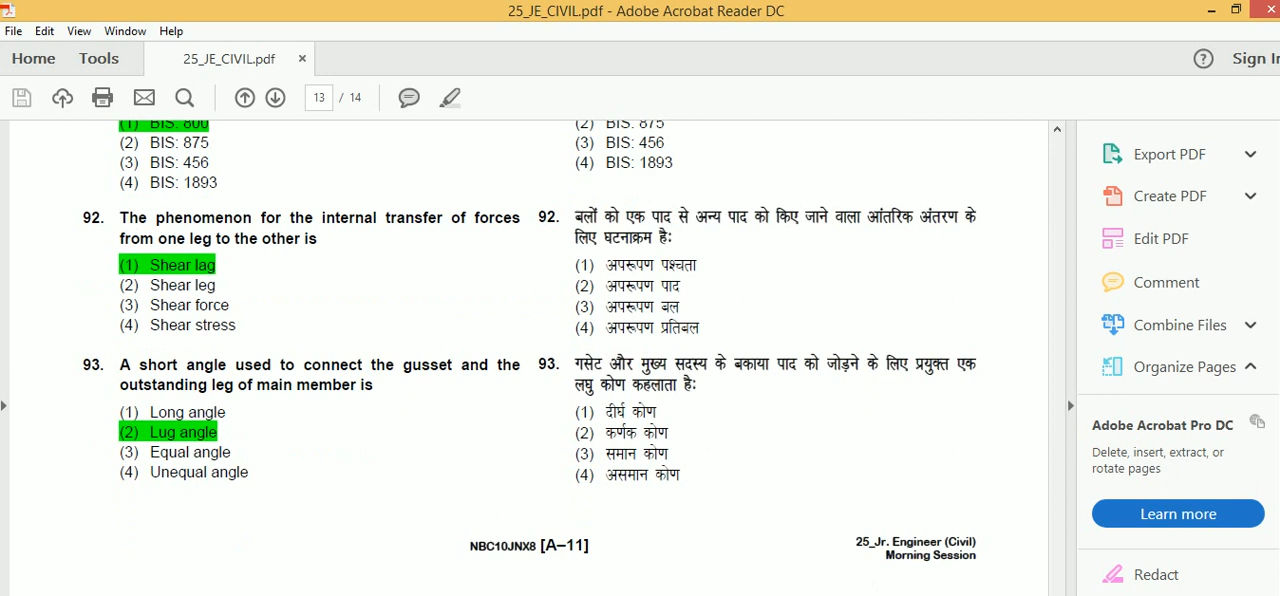 25_JE_CIVIL.pdf - Adobe Acrobat Reader DC
File Edit View Window Help
Home Tools 25_JE_CIVIL.pdf × ? Sign In
13 / 14
(1) BIS: 800
(2) BIS: 875
(3) BIS: 456
(4) BIS: 1893
92. The phenomenon for the internal transfer of forces
from one leg to the other is
(1) Shear lag
(2) Shear leg
(3) Shear force
(4) Shear stress
93. A short angle used to connect the gusset and the
outstanding leg of main member is
(1) Long angle
(2) Lug angle
(3) Equal angle
(4) Unequal angle
(2) BIS: 875
(3) BIS: 456
(4) BIS: 1893
92. बलों को एक पाद से अन्य पाद को किए जाने वाला आंतरिक अंतरण के
लिए घटनाक्रम है:
(1) अपरूपण पश्चता
(2) अपरूपण पाद
(3) अपरूपण बल
(4) अपरूपण प्रतिबल
93. गसेट और मुख्य सदस्य के बकाया पाद को जोड़ने के लिए प्रयुक्त एक
लघु कोण कहलाता है:
(1) दीर्घ कोण
(2) कर्णक कोण
(3) समान कोण
(4) असमान कोण
NBC10JNX8 [A–11]
25_Jr. Engineer (Civil)
Morning Session
Export PDF
Create PDF
Edit PDF
Comment
Combine Files
Organize Pages
Adobe Acrobat Pro DC
Delete, insert, extract, or
rotate pages
Learn more
Redact